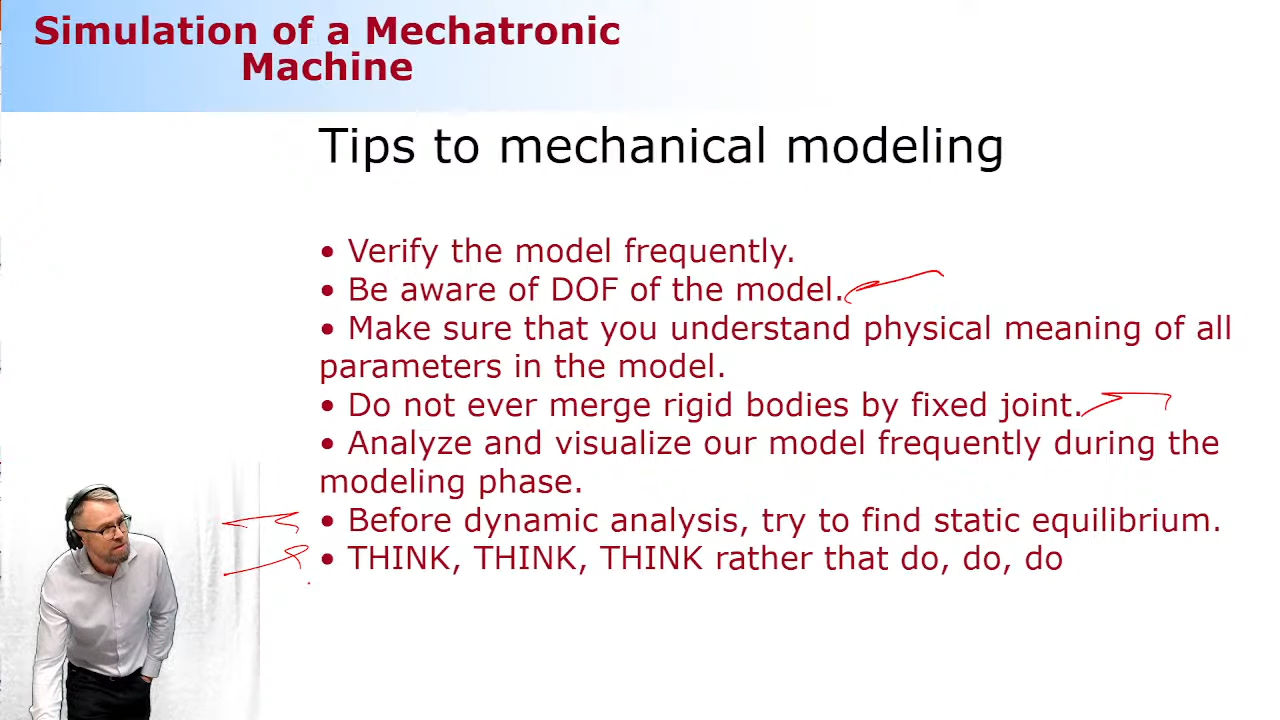 Simulation of a Mechatronic
Machine
Tips to mechanical modeling
• Verify the model frequently.
• Be aware of DOF of the model.
• Make sure that you understand physical meaning of all
parameters in the model.
• Do not ever merge rigid bodies by fixed joint.
• Analyze and visualize our model frequently during the
modeling phase.
• Before dynamic analysis, try to find static equilibrium.
• THINK, THINK, THINK rather that do, do, do